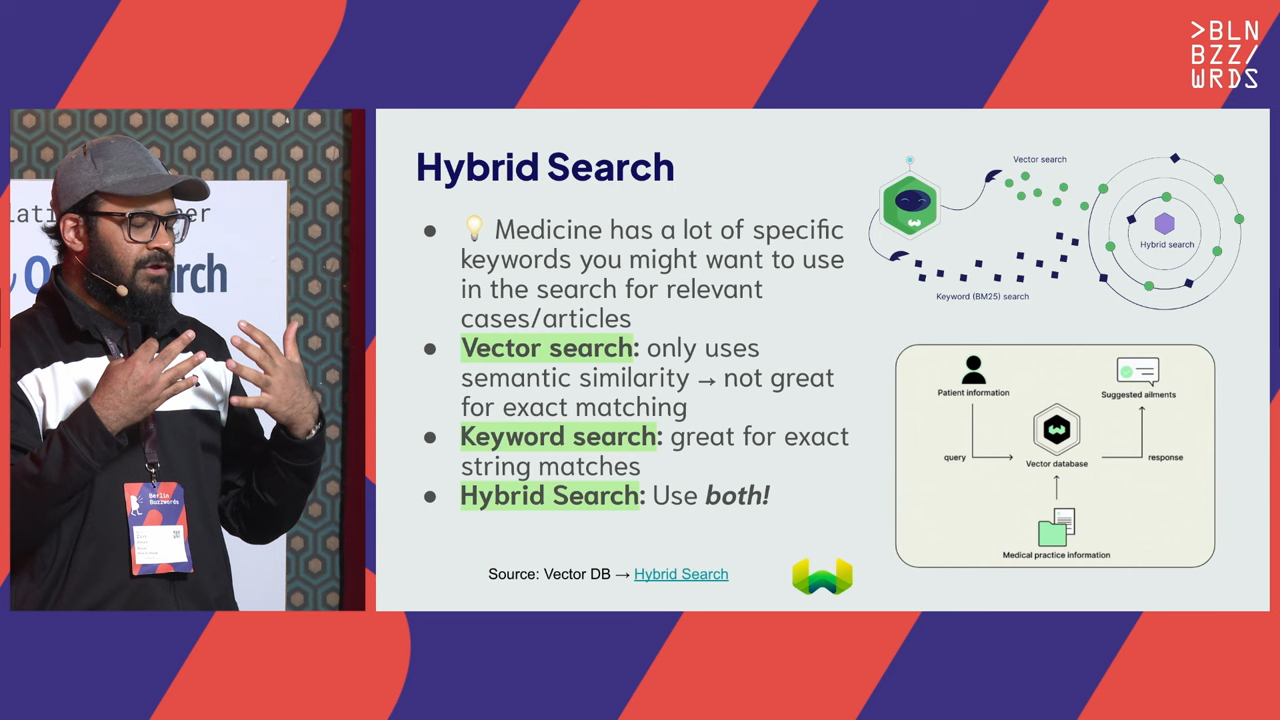 >BLN
BZZ/
WRDS
Hybrid Search
💡 Medicine has a lot of specific
keywords you might want to use
in the search for relevant
cases/articles
Vector search: only uses
semantic similarity → not great
for exact matching
Keyword search: great for exact
string matches
Hybrid Search: Use both!
Source: Vector DB → Hybrid Search
Vector search
Hybrid search
Keyword (BM25) search
Patient information
Suggested ailments
query
Vector database
response
Medical practice information
Berlin
Buzzwords